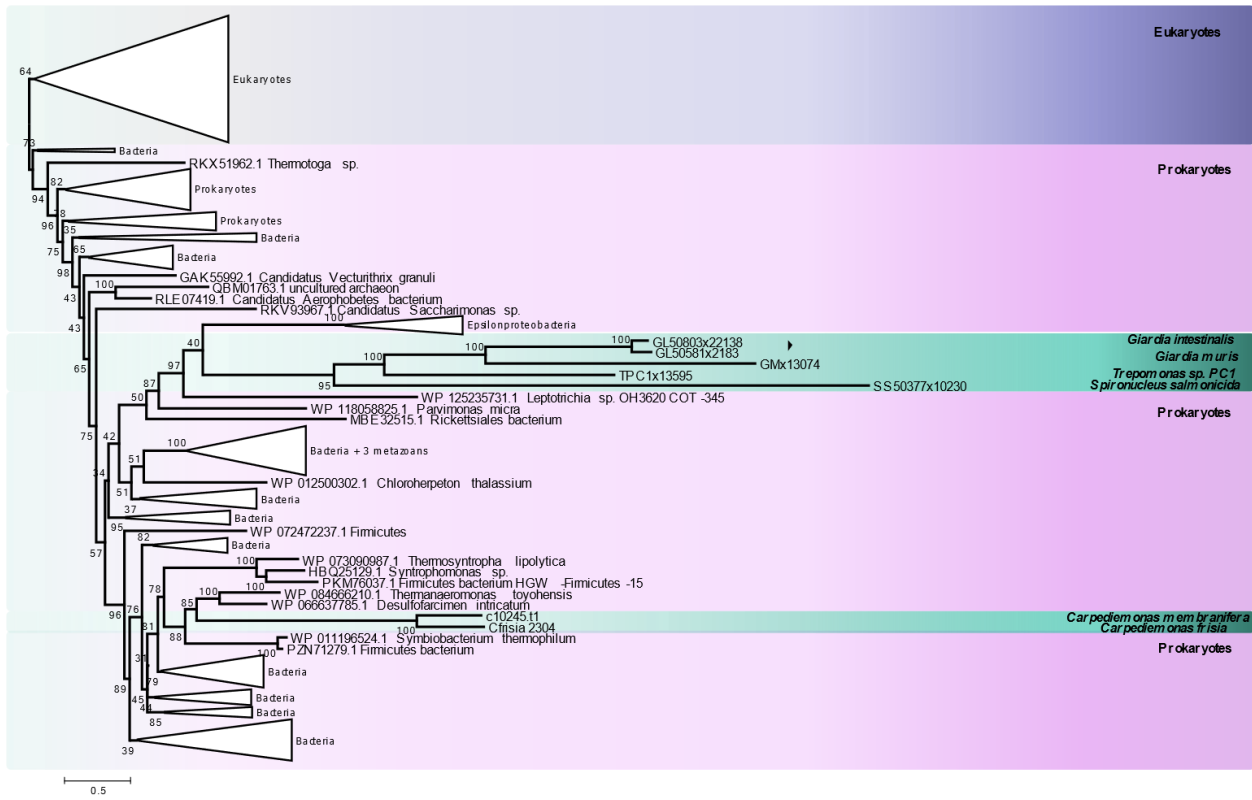 Eukaryotes
64
Eukaryotes
73
Bacteria
RKX51962.1 Thermotoga sp.
Prokaryotes
82
94
Prokaryotes
78
96
Prokaryotes
35
Bacteria
75
65
Bacteria
98
GAK55992.1 Candidatus Vecturithrix granuli
100
QBM01763.1 uncultured archaeon
43
RLE07419.1 Candidatus Aerophobetes bacterium
RKV93967.1 Candidatus Saccharimonas sp.
43
100
Epsilonproteobacteria
40
100
GL50803x22138
Giardia intestinalis
100
GL50581x2183
65
97
100
GMx13074
Giardia muris
TPC1x13595
Trepomonas sp. PC1
87
95
SS50377x10230
Spironucleus salmonicida
WP 125235731.1 Leptotrichia sp. OH3620 COT -345
50
WP 118058825.1 Parvimonas micra
Prokaryotes
MBE32515.1 Rickettsiales bacterium
75
42
100
Bacteria + 3 metazoans
51
34
WP 012500302.1 Chloroherpeton thalassium
51
Bacteria
37
Bacteria
95
WP 072472237.1 Firmicutes
57
82
Bacteria
100
WP 073090987.1 Thermosyntropha lipolytica
HBQ25129.1 Syntrophomonas sp.
PKM76037.1 Firmicutes bacterium HGW -Firmicutes -15
78
100
100
WP 084666210.1 Thermanaeromonas toyohensis
85
WP 066637785.1 Desulfofarcimen intricatum
96
76
c10245.t1
Carpediemonas membranifera
81
100
Cfrisia 2304
Carpediemonas frisia
88
WP 011196524.1 Symbiobacterium thermophilum
100
PZN71279.1 Firmicutes bacterium
Prokaryotes
31
Bacteria
89
79
45
Bacteria
44
Bacteria
85
39
Bacteria
0.5